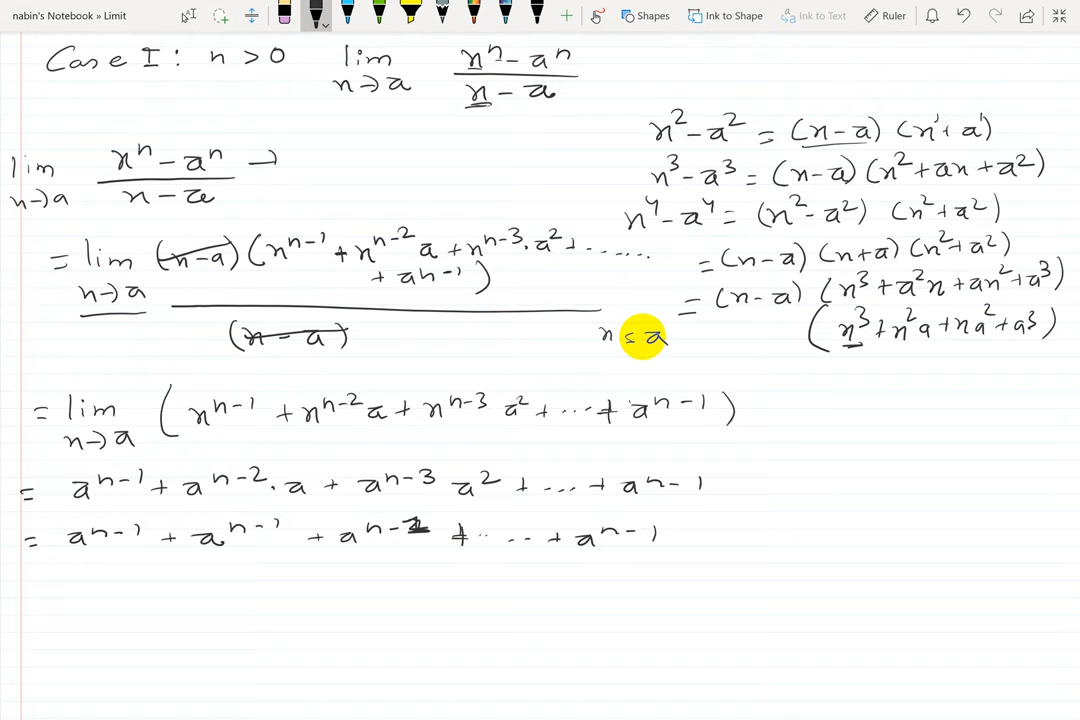 nabin's Notebook » Limit
Shapes Ink to Shape Ink to Text Ruler
Case I: n > 0 lim x→a (xⁿ - aⁿ)/(x - a)
lim x→a (xⁿ - aⁿ)/(x - a) →
= lim x→a (x - a)(xⁿ⁻¹ + xⁿ⁻² a + xⁿ⁻³. a² + ...... + aⁿ⁻¹)
(x - a)
x = a
x² - a² = (x - a) (x¹ + a¹)
x³ - a³ = (x - a) (x² + ax + a²)
x⁴ - a⁴ = (x² - a²) (x² + a²)
= (x - a) (x + a) (x² + a²)
= (x - a) (x³ + a²x + ax² + a³)
(x³ + x²a + xa² + a³)
= lim x→a (xⁿ⁻¹ + xⁿ⁻² a + xⁿ⁻³ a² + ... + aⁿ⁻¹)
= aⁿ⁻¹ + aⁿ⁻². a + aⁿ⁻³ a² + ... + aⁿ⁻¹
= aⁿ⁻¹ + aⁿ⁻¹ + aⁿ⁻¹ + ..... + aⁿ⁻¹